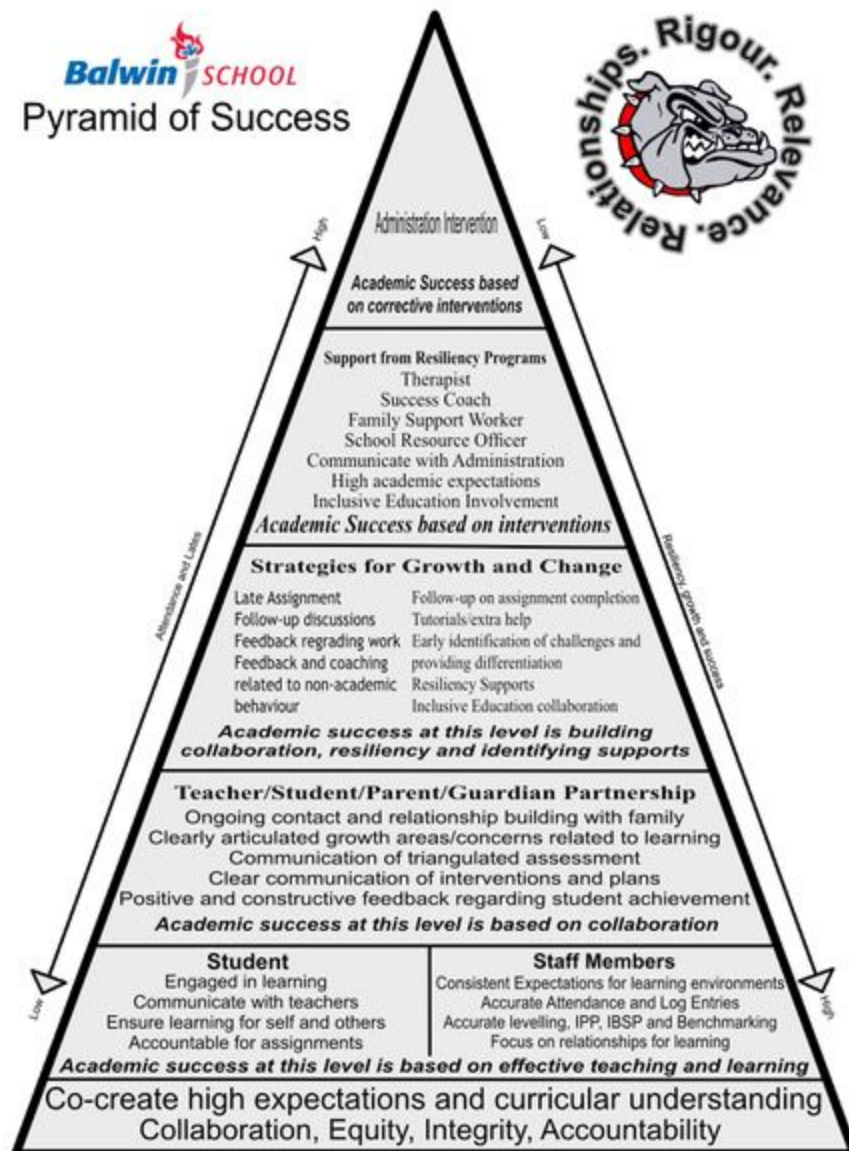 Balwin SCHOOL
Pyramid of Success
Relationships. Rigour. Relevance.
High
Low
Administration Intervention
Academic Success based
on corrective interventions
Support from Resiliency Programs
Therapist
Success Coach
Family Support Worker
School Resource Officer
Communicate with Administration
High academic expectations
Inclusive Education Involvement
Academic Success based on interventions
Attendance and Lates
Resiliency, growth and success
Strategies for Growth and Change
Late Assignment
Follow-up discussions
Feedback regrading work
Feedback and coaching
related to non-academic
behaviour
Follow-up on assignment completion
Tutorials/extra help
Early identification of challenges and
providing differentiation
Resiliency Supports
Inclusive Education collaboration
Academic success at this level is building
collaboration, resiliency and identifying supports
Teacher/Student/Parent/Guardian Partnership
Ongoing contact and relationship building with family
Clearly articulated growth areas/concerns related to learning
Communication of triangulated assessment
Clear communication of interventions and plans
Positive and constructive feedback regarding student achievement
Academic success at this level is based on collaboration
Low
High
Student
Engaged in learning
Communicate with teachers
Ensure learning for self and others
Accountable for assignments
Staff Members
Consistent Expectations for learning environments
Accurate Attendance and Log Entries
Accurate levelling, IPP, IBSP and Benchmarking
Focus on relationships for learning
Academic success at this level is based on effective teaching and learning
Co-create high expectations and curricular understanding
Collaboration, Equity, Integrity, Accountability